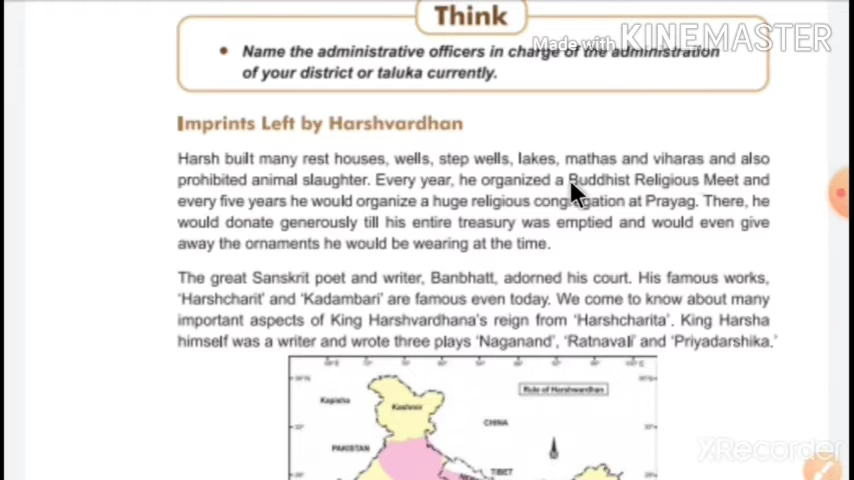 Think
Made with KINEMASTER
• Name the administrative officers in charge of the administration
of your district or taluka currently.
Imprints Left by Harshvardhan
Harsh built many rest houses, wells, step wells, lakes, mathas and viharas and also
prohibited animal slaughter. Every year, he organized a Buddhist Religious Meet and
every five years he would organize a huge religious congregation at Prayag. There, he
would donate generously till his entire treasury was emptied and would even give
away the ornaments he would be wearing at the time.
The great Sanskrit poet and writer, Banbhatt, adorned his court. His famous works,
'Harshcharit' and 'Kadambari' are famous even today. We come to know about many
important aspects of King Harshvardhana's reign from 'Harshcharita'. King Harsha
himself was a writer and wrote three plays 'Naganand', 'Ratnavali' and 'Priyadarshika.'
Rule of Harshwardhan
Kapisha
Kashmir
CHINA
PAKISTAN
TIBET
XRecorder